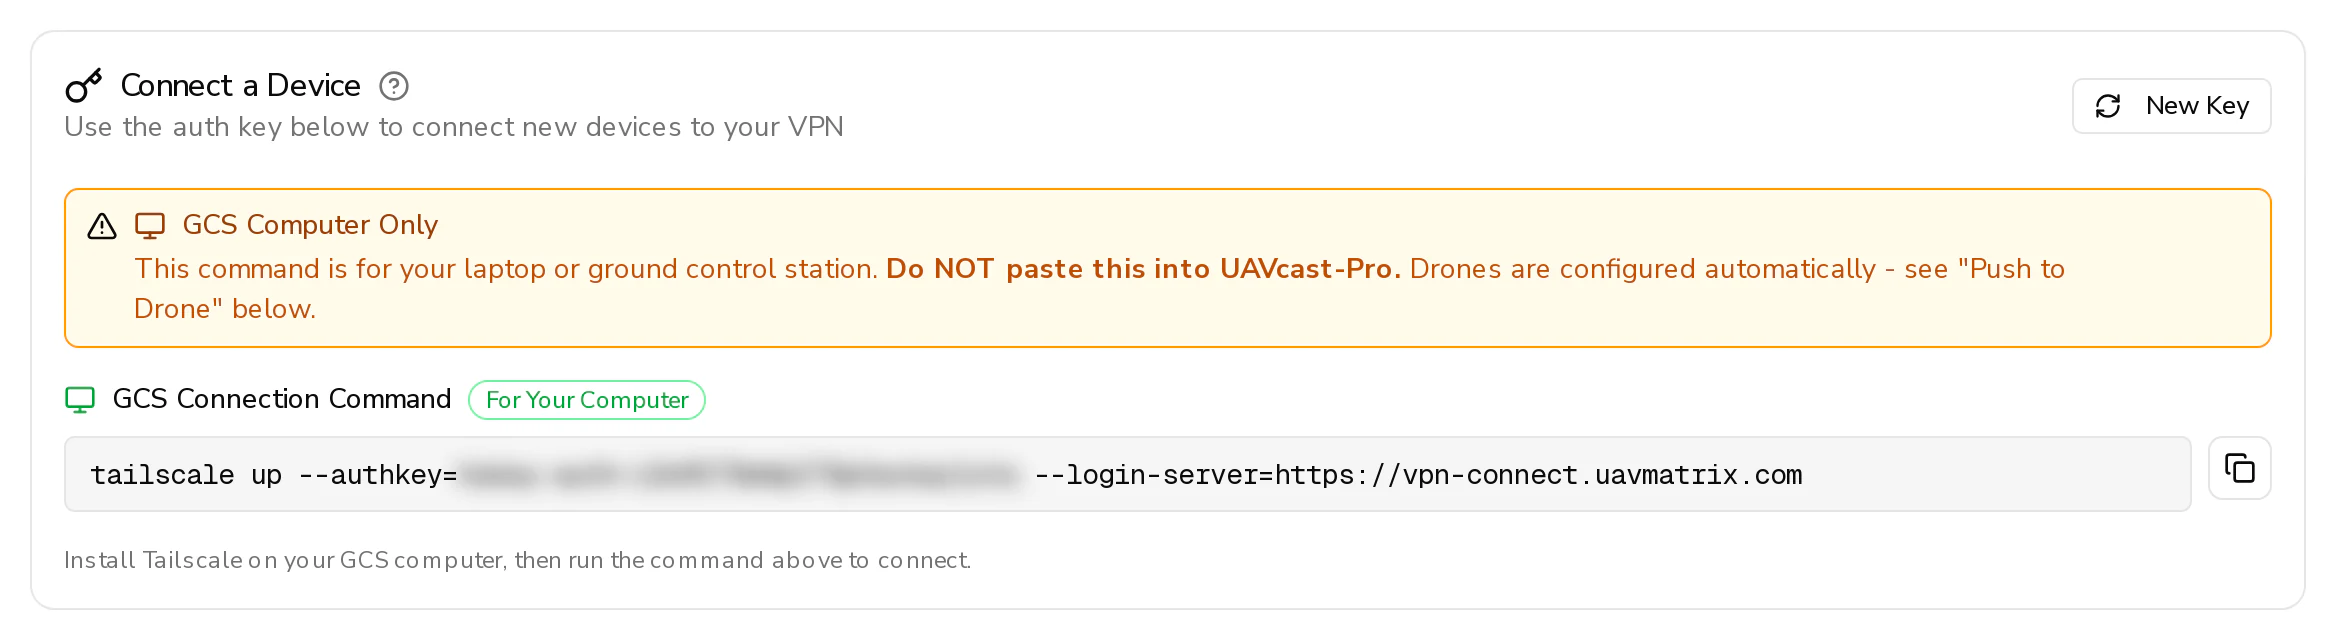 Connect a Device
Use the auth key below to connect new devices to your VPN
New Key
GCS Computer Only
This command is for your laptop or ground control station. Do NOT paste this into UAVcast-Pro. Drones are configured automatically - see "Push to
Drone" below.
GCS Connection Command
For Your Computer
tailscale up --authkey= --login-server=https://vpn-connect.uavmatrix.com
Install Tailscale on your GCS computer, then run the command above to connect.